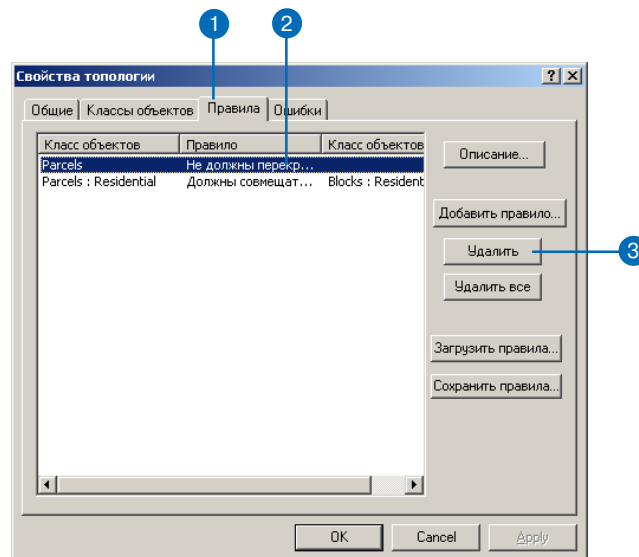 1 2
Свойства топологии
Общие Классы объектов Правила Ошибки
Класс объектов Правило Класс объектов
Parcels Не должны перекр...
Parcels : Residential Должны совмещат... Blocks : Resident
Описание...
Добавить правило...
Удалить 3
Удалить все
Загрузить правила...
Сохранить правила...
OK Cancel Apply